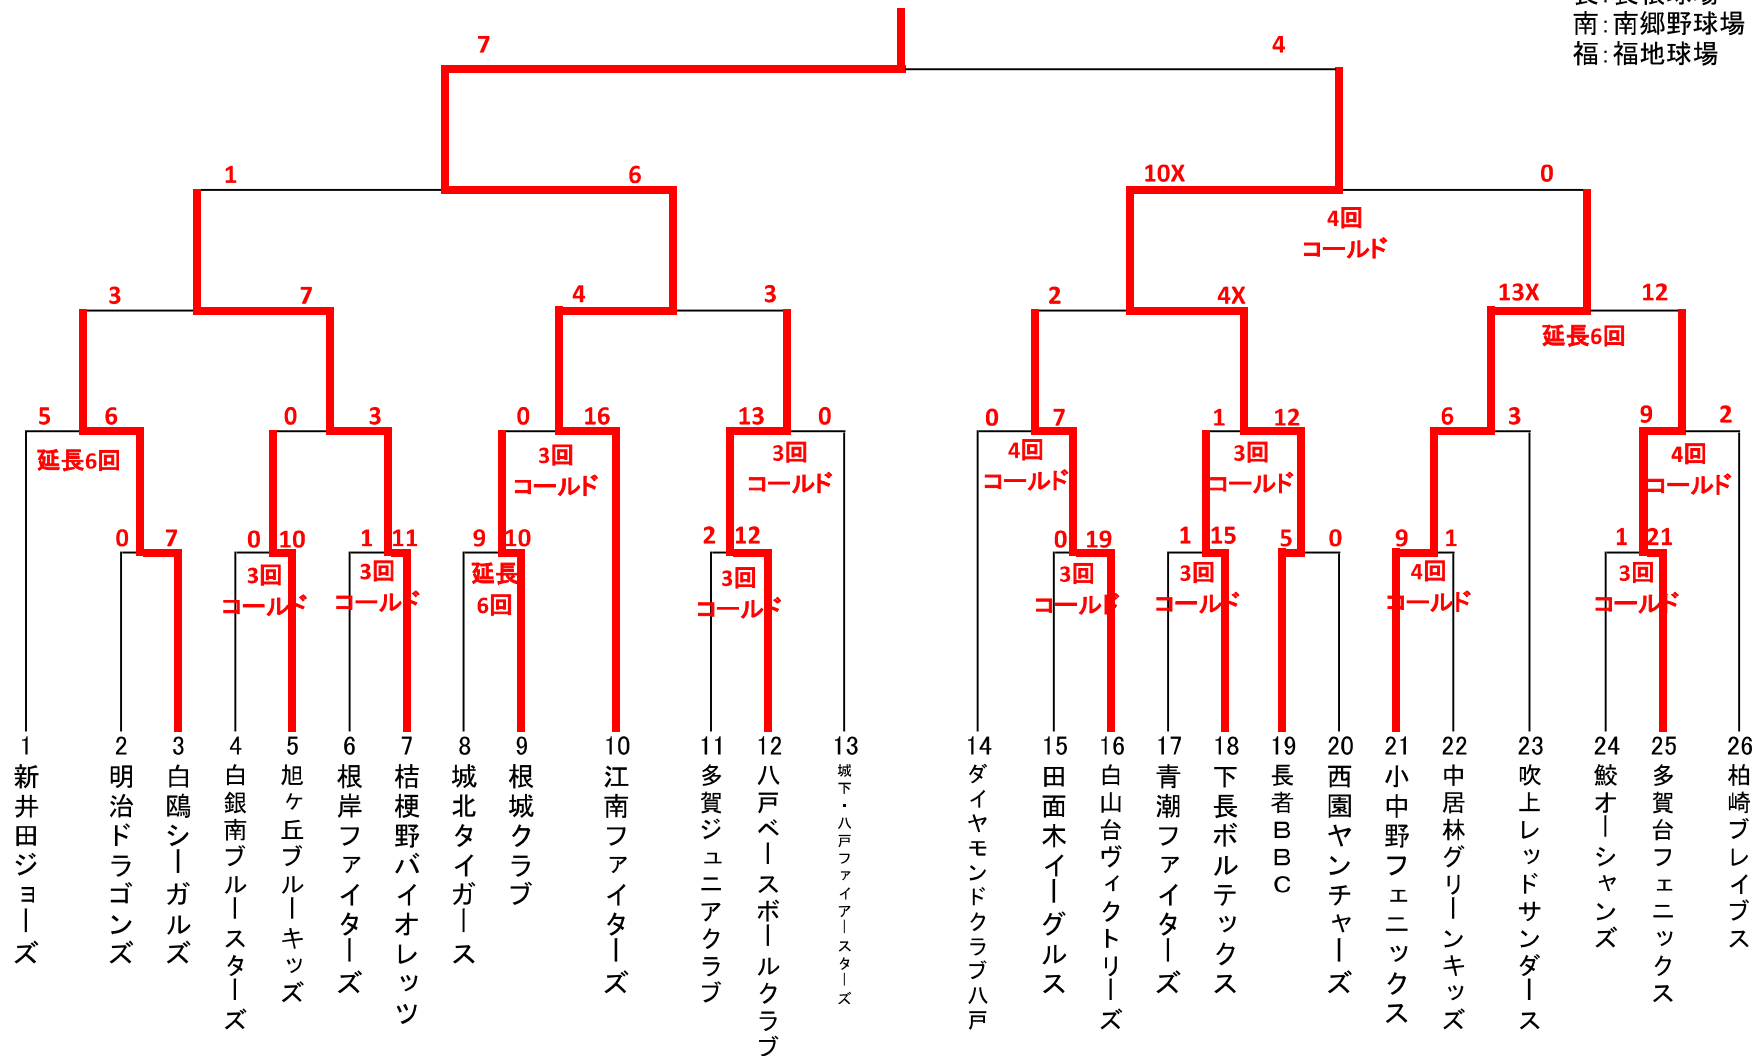 南:南郷野球場
福:福地球場
7 4
1 6 10X 0
4回
コールド
3 7 4 3 2 4X 13X 12
延長6回
5 6 0 3 0 16 13 0 0 7 1 12 6 3 9 2
延長6回
3回
コールド
3回
コールド
4回
コールド
3回
コールド
4回
コールド
0 7 0 10 1 11 9 10 2 12 0 19 1 15 5 0 9 1 1 21
3回
コールド
3回
コールド
延長
6回
3回
コールド
3回
コールド
3回
コールド
4回
コールド
3回
コールド
1 新井田ジョーズ
2 明治ドラゴンズ
3 白鴎シーガルズ
4 白銀南ブルースターズ
5 旭ヶ丘ブルーキッズ
6 根岸ファイターズ
7 桔梗野バイオレッツ
8 城北タイガース
9 根城クラブ
10 江南ファイターズ
11 多賀ジュニアクラブ
12 八戸ベースボールクラブ
13 城下・八戸ファイアースターズ
14 ダイヤモンドクラブ八戸
15 田面木イーグルス
16 白山台ヴィクトリーズ
17 青潮ファイターズ
18 下長ボルテックス
19 長者BBC
20 西園ヤンチャーズ
21 小中野フェニックス
22 中居林グリーンキッズ
23 吹上レッドサンダース
24 鮫オーシャンズ
25 多賀台フェニックス
26 柏崎ブレイブス